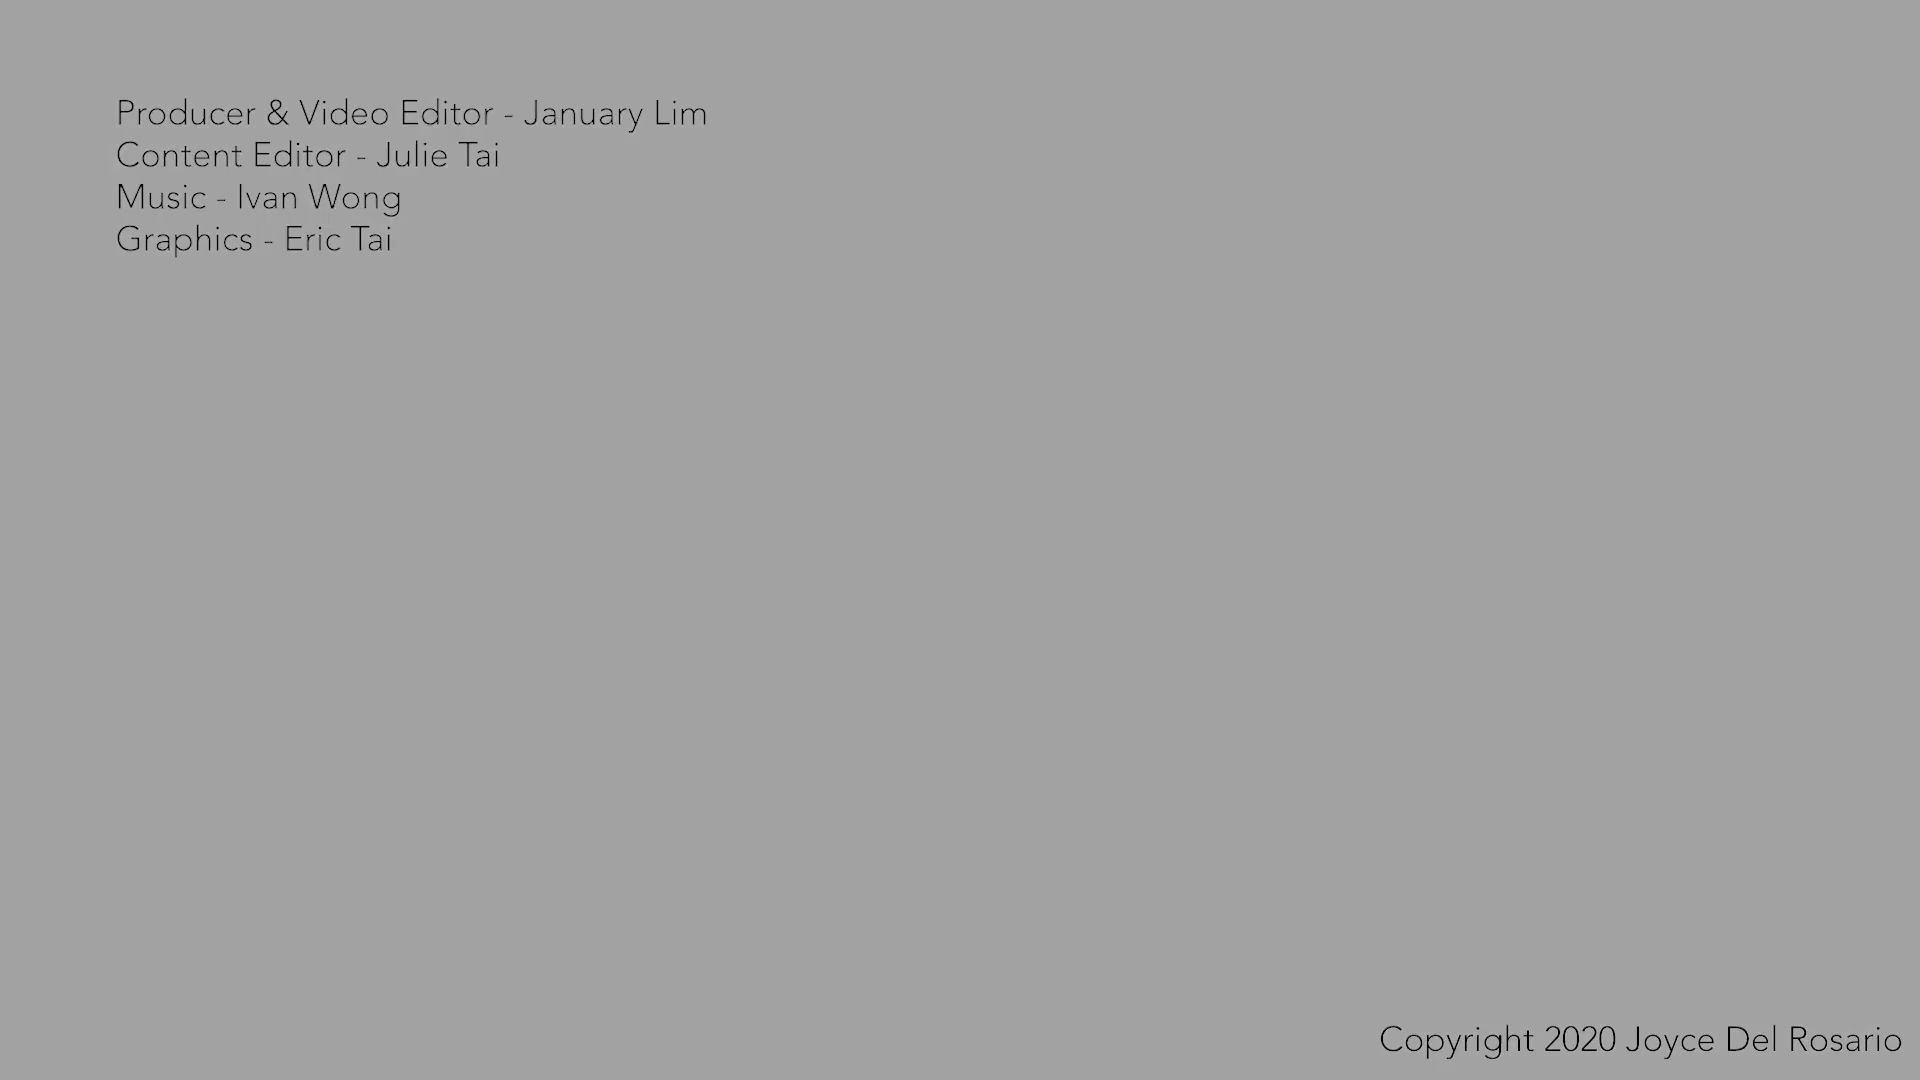 Producer & Video Editor - January Lim
Content Editor - Julie Tai
Music - Ivan Wong
Graphics - Eric Tai
Copyright 2020 Joyce Del Rosario